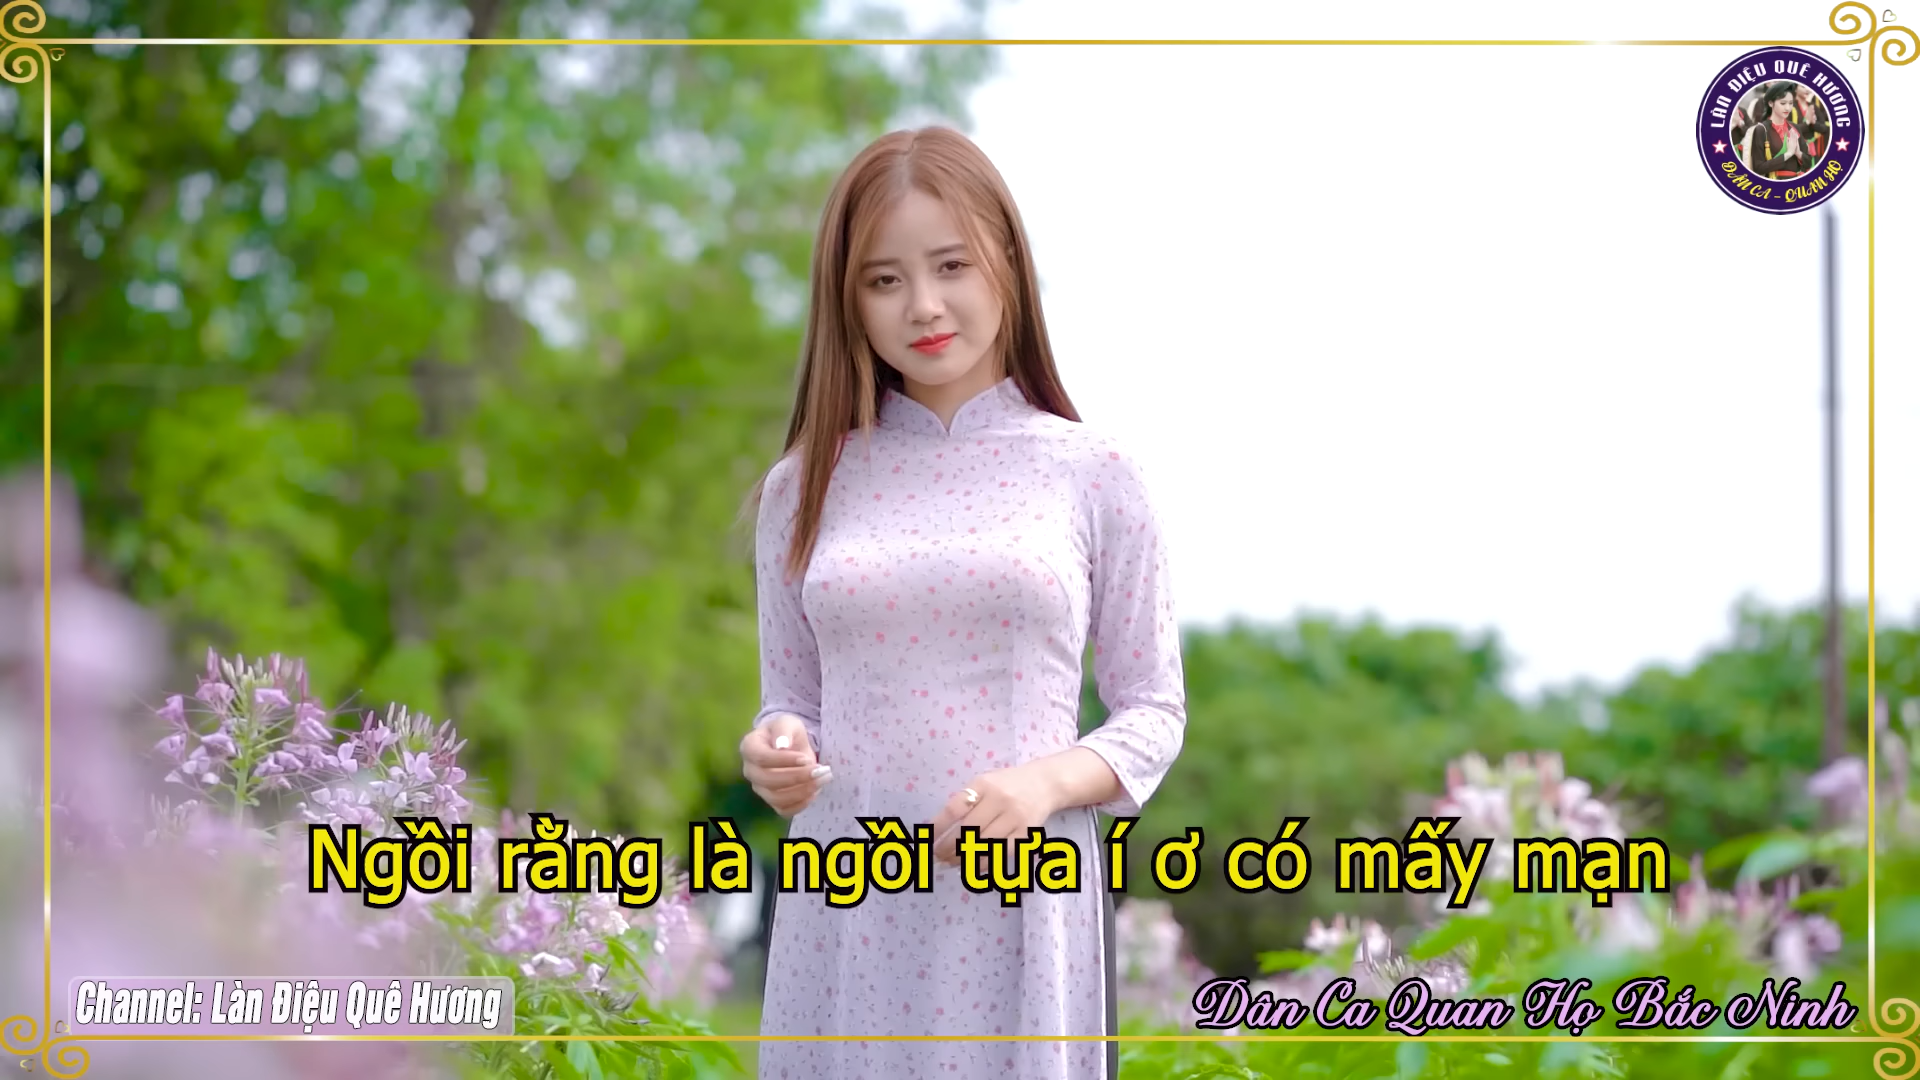 LÀN ĐIỆU QUÊ HƯƠNG
DÂN CA - QUAN HỌ
Ngồi rằng là ngồi tựa í ơ có mấy mạn
Channel: Làn Điệu Quê Hương
Dân Ca Quan Họ Bắc Ninh